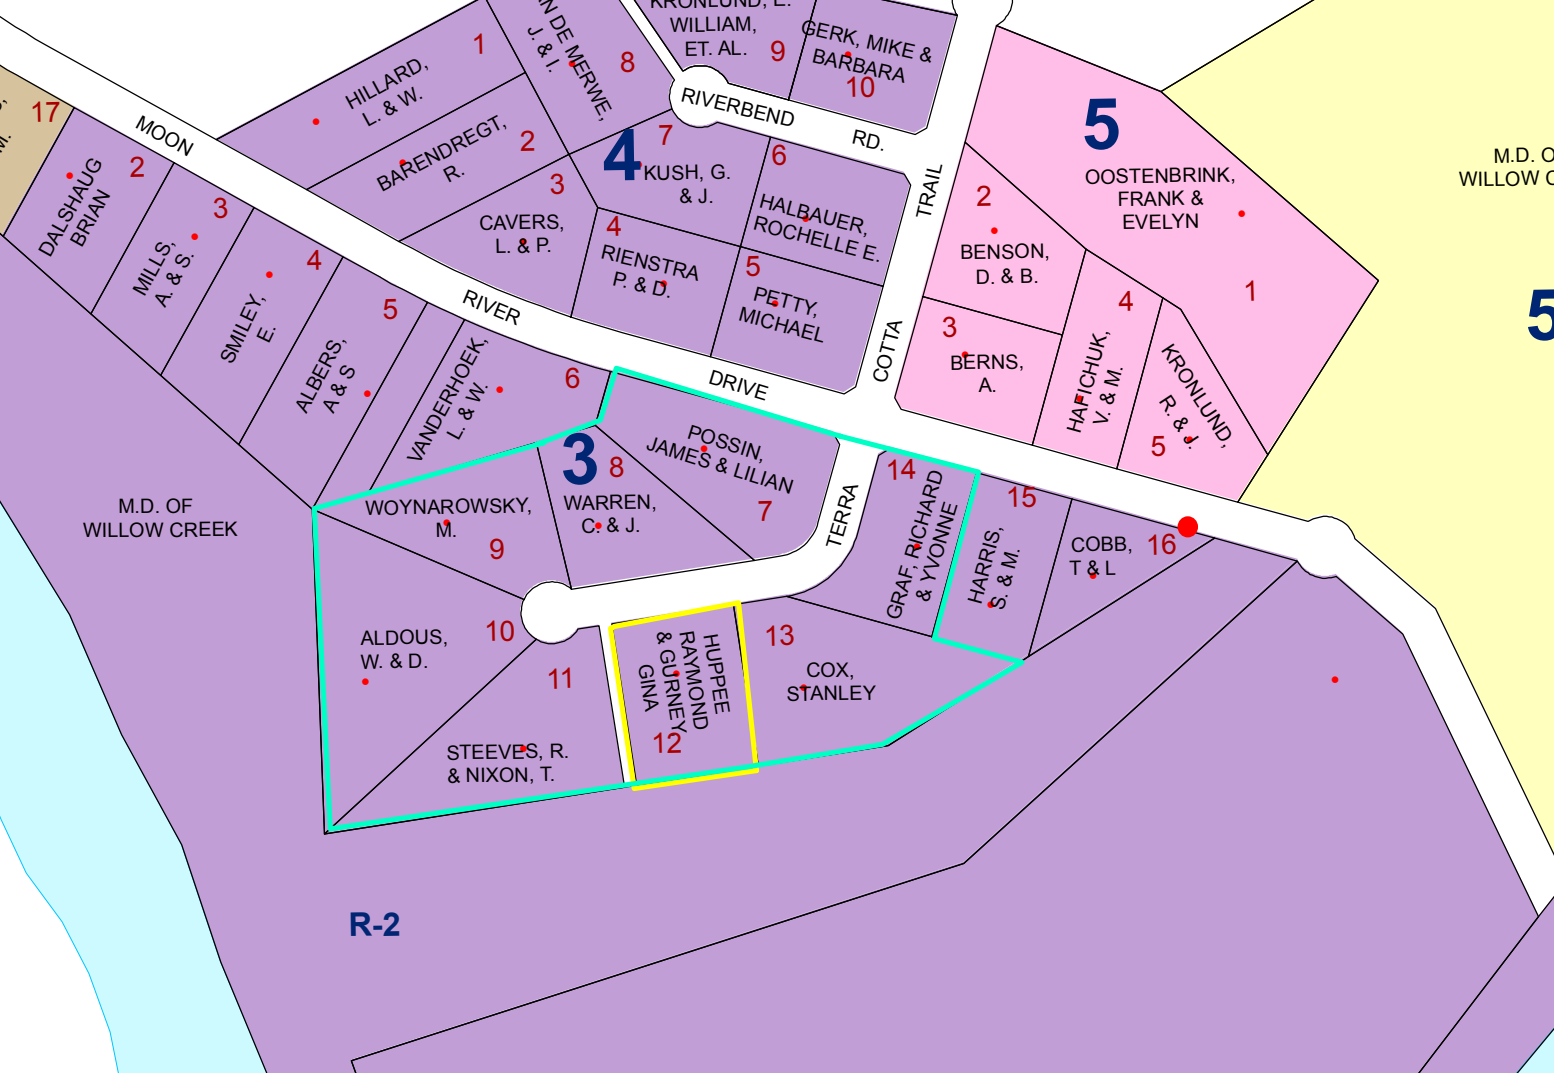 KRONLUND, E.
WILLIAM,
ET. AL.
9
GERK, MIKE &
BARBARA
10
1
HILLARD,
L. & W.
DE MERWE,
J. & I.
8
RIVERBEND
RD.
5
17
MOON
2
BARENDREGT,
R.
7
4
KUSH, G.
& J.
6
HALBAUER,
ROCHELLE E.
TRAIL
OOSTENBRINK,
FRANK &
EVELYN
1
M.D. O
WILLOW C
2
DALSHAUG
BRIAN
3
MILLS,
A. & S.
4
SMILEY,
E.
3
CAVERS,
L. & P.
4
RIENSTRA
P. & D.
5
PETTY,
MICHAEL
2
BENSON,
D. & B.
3
BERNS,
A.
4
HAFICHUK,
V. & M.
5
KRONLUND,
R. & J.
5
5
ALBERS,
A & S
RIVER
DRIVE
COTTA
VANDERHOEK,
L. & W.
6
3
8
WARREN,
C. & J.
POSSIN,
JAMES & LILIAN
7
TERRA
14
GRAF, RICHARD
& YVONNE
15
HARRIS,
S. & M.
16
COBB,
T & L
M.D. OF
WILLOW CREEK
WOYNAROWSKY,
M.
9
10
ALDOUS,
W. & D.
11
STEEVES, R.
& NIXON, T.
HUPPEE
RAYMOND
& GURNEY
GINA
12
13
COX,
STANLEY
R-2